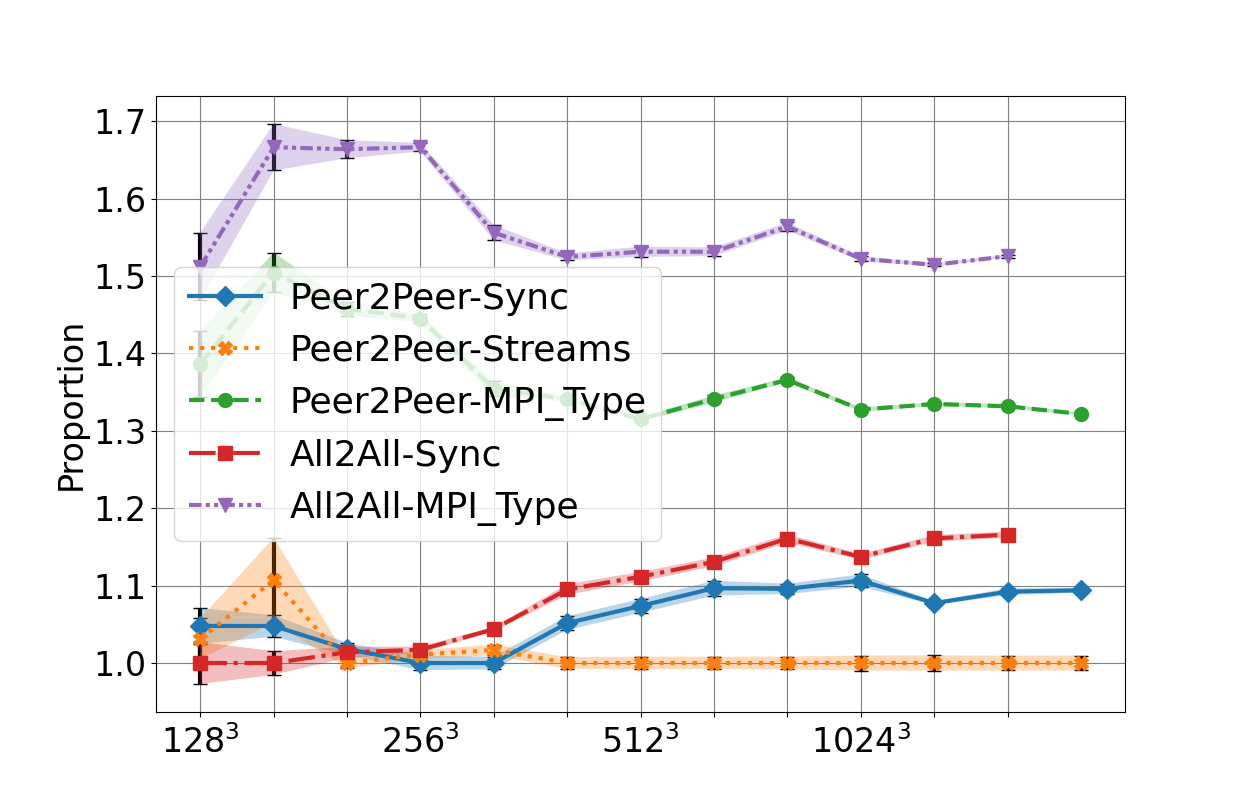 1.7
1.6
1.5
1.4
1.3
1.2
1.1
1.0
Proportion
Peer2Peer-Sync
Peer2Peer-Streams
Peer2Peer-MPI_Type
All2All-Sync
All2All-MPI_Type
128³
256³
512³
1024³